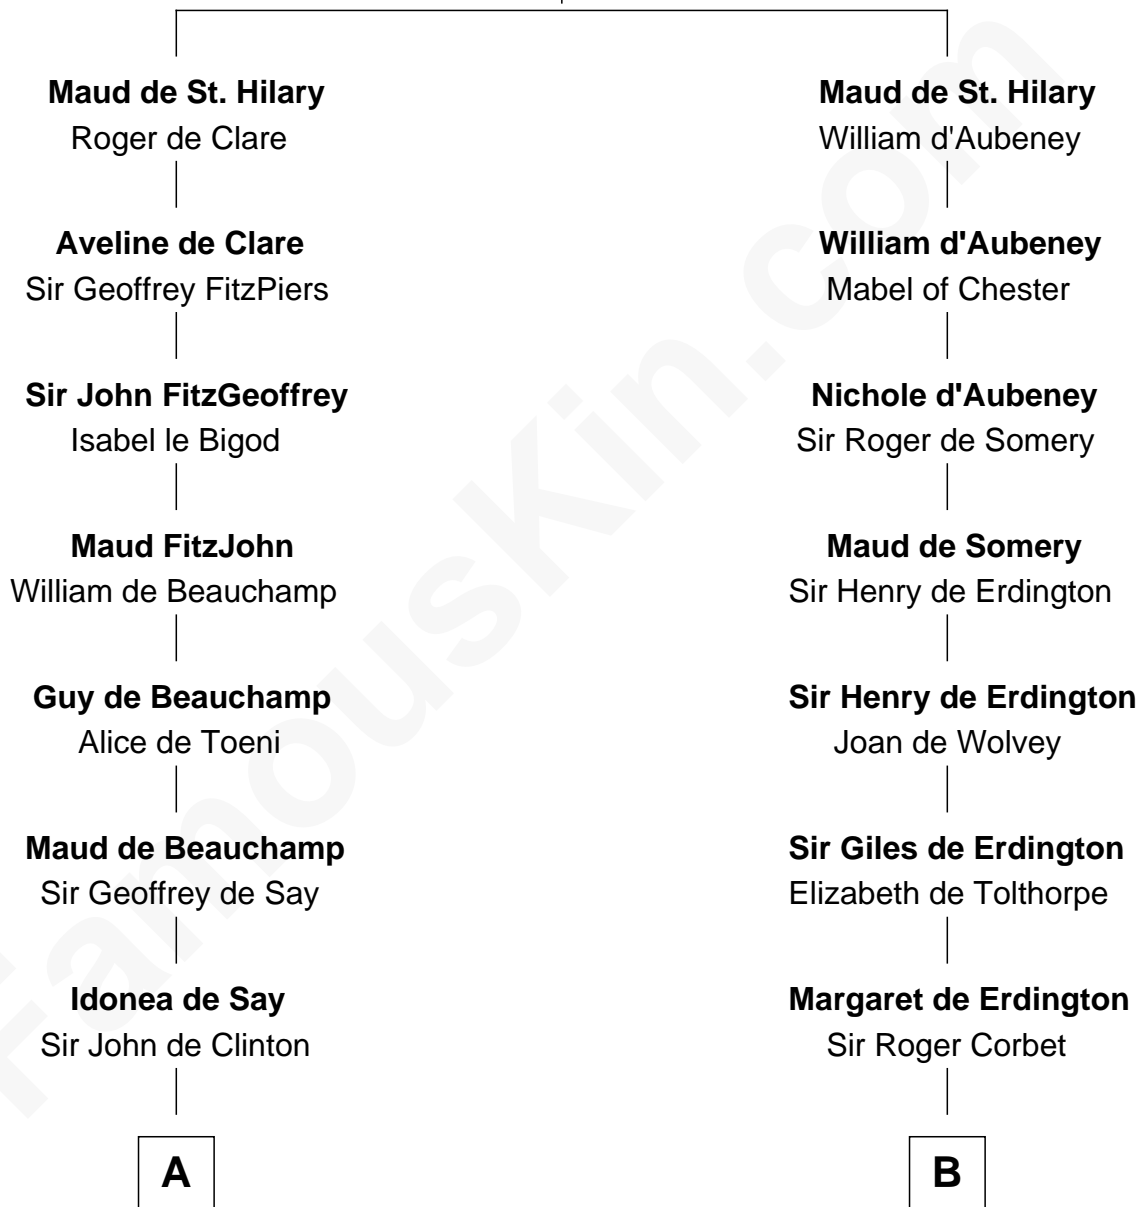 Maud de St. Hilary
Roger de Clare
Aveline de Clare
Sir Geoffrey FitzPiers
Sir John FitzGeoffrey
Isabel le Bigod
Maud FitzJohn
William de Beauchamp
Guy de Beauchamp
Alice de Toeni
Maud de Beauchamp
Sir Geoffrey de Say
Idonea de Say
Sir John de Clinton
A
Maud de St. Hilary
William d'Aubeney
William d'Aubeney
Mabel of Chester
Nichole d'Aubeney
Sir Roger de Somery
Maud de Somery
Sir Henry de Erdington
Sir Henry de Erdington
Joan de Wolvey
Sir Giles de Erdington
Elizabeth de Tolthorpe
Margaret de Erdington
Sir Roger Corbet
B
FamousKin.com